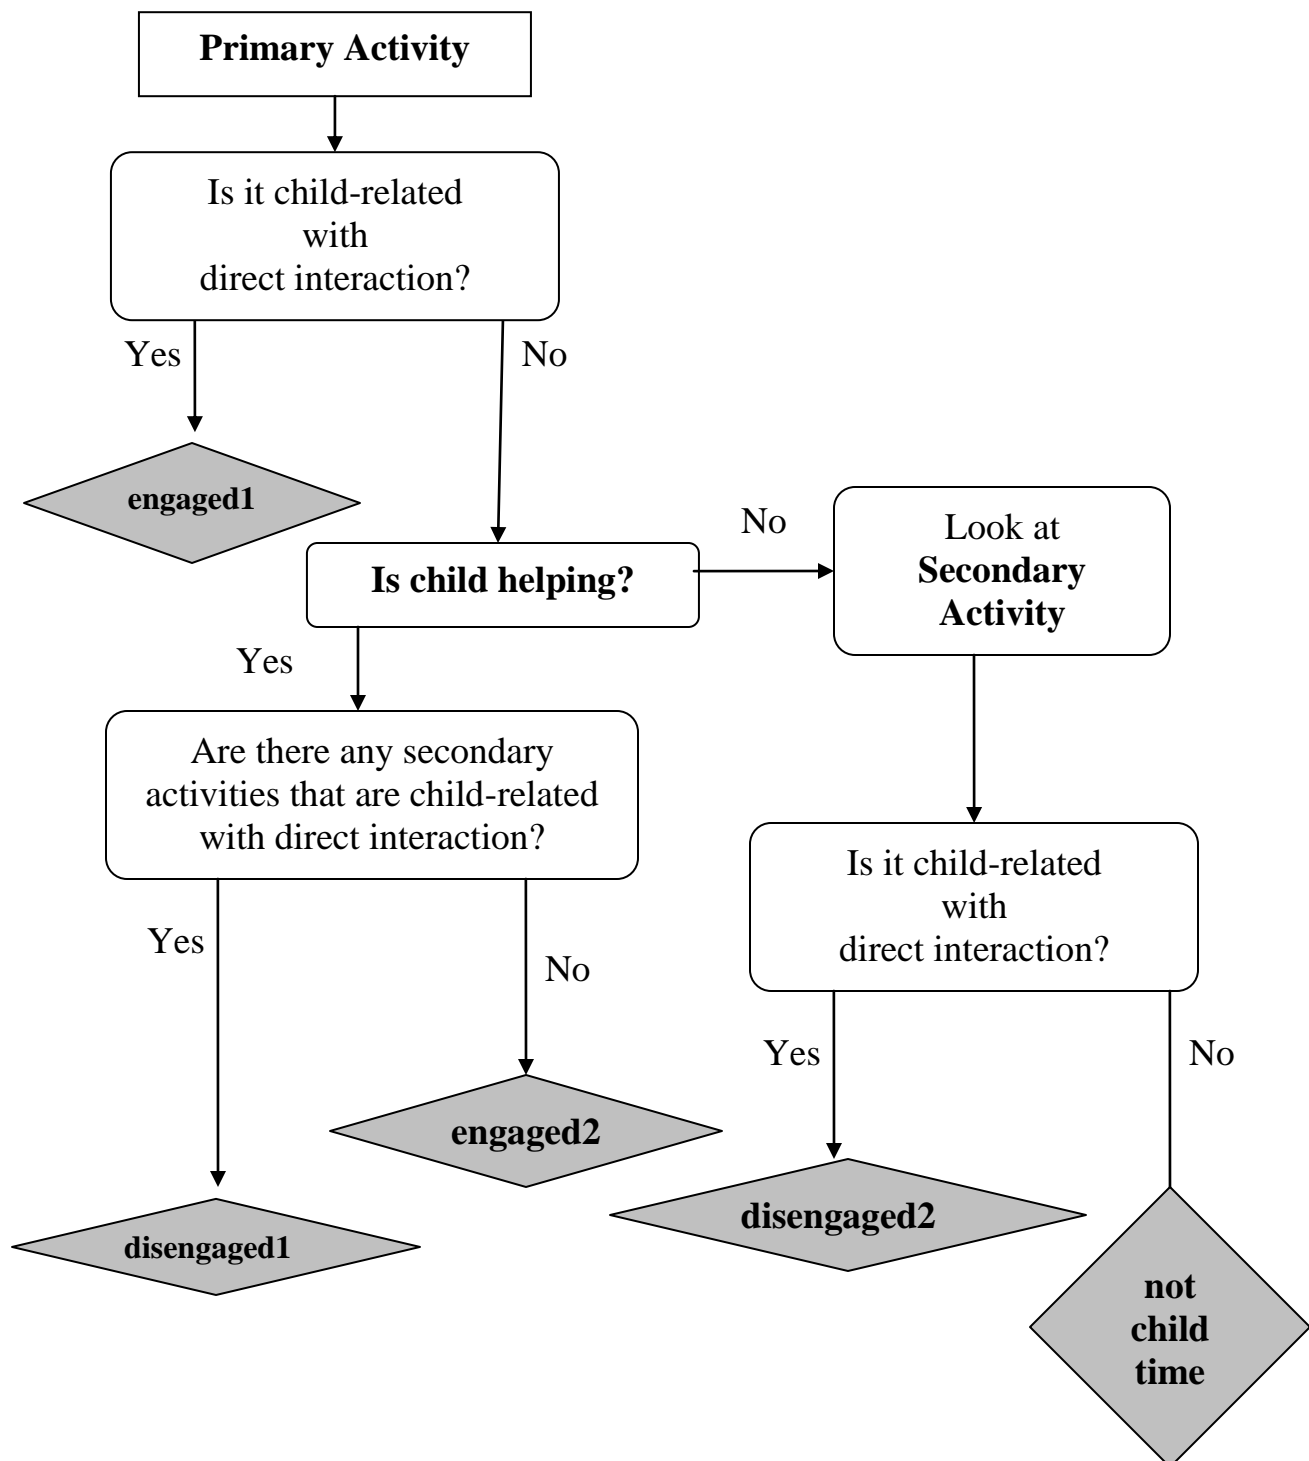 Primary Activity
Is it child-related
with
direct interaction?
Yes
No
engaged1
Is child helping?
No
Look at
Secondary
Activity
Yes
Are there any secondary
activities that are child-related
with direct interaction?
Is it child-related
with
direct interaction?
Yes
No
Yes
No
engaged2
disengaged2
disengaged1
not
child
time